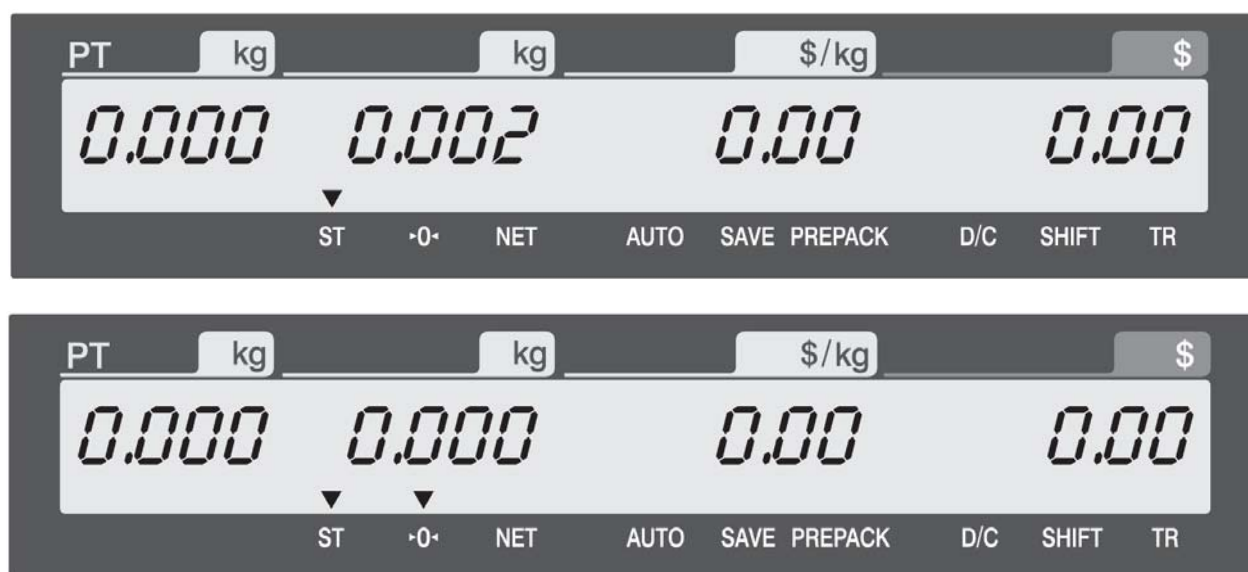 PT kg kg $/kg $
0.000 0.002 0.00 0.00
ST ▸0◂ NET AUTO SAVE PREPACK D/C SHIFT TR
PT kg kg $/kg $
0.000 0.000 0.00 0.00
ST ▸0◂ NET AUTO SAVE PREPACK D/C SHIFT TR